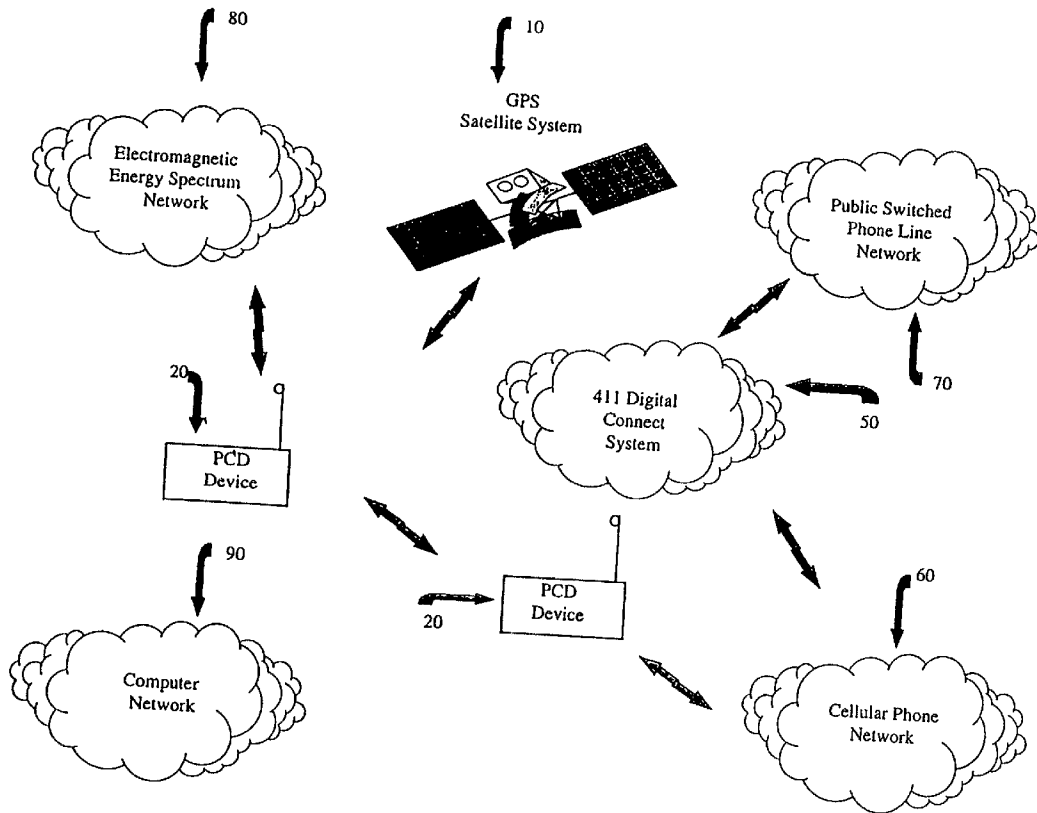 80
10
GPS
Satellite System
Electromagnetic
Energy Spectrum
Network
Public Switched
Phone Line
Network
20
70
411 Digital
Connect
System
50
PCD
Device
90
60
PCD
Device
20
Computer
Network
Cellular Phone
Network